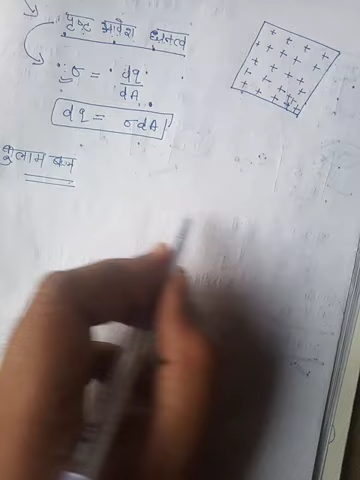 पृष्ट आवेश घनत्व
σ = dq/dA
dq = σdA
कुलाम बल